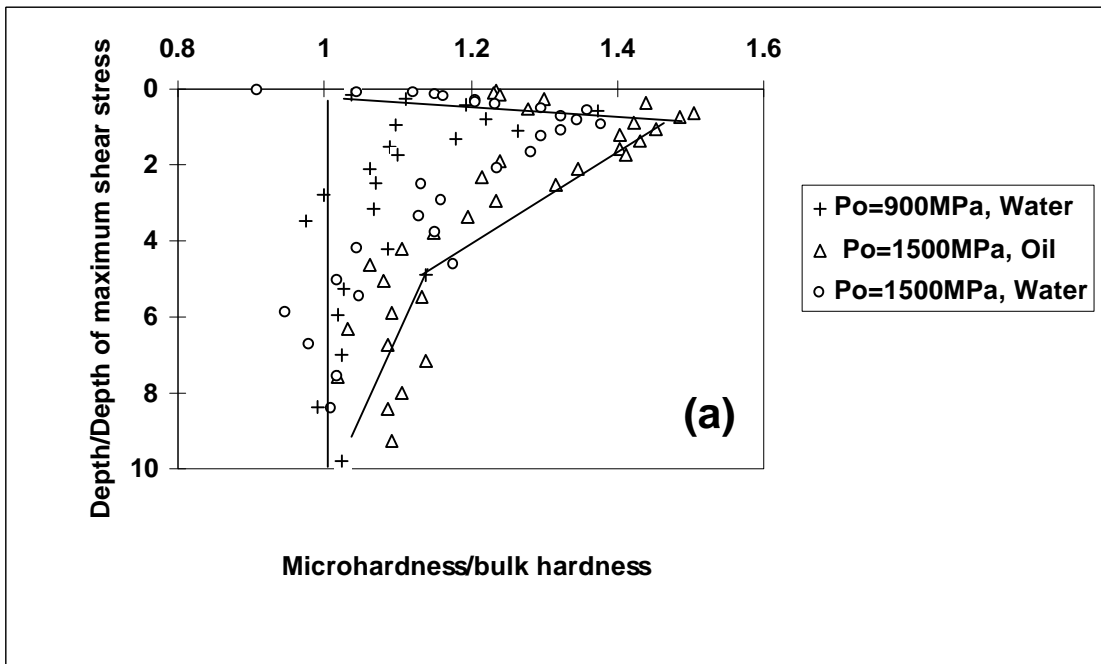 0.8 1 1.2 1.4 1.6
0
2
4
6
8
10
Depth/Depth of maximum shear stress
(a)
Microhardness/bulk hardness
Po=900MPa, Water
Po=1500MPa, Oil
Po=1500MPa, Water